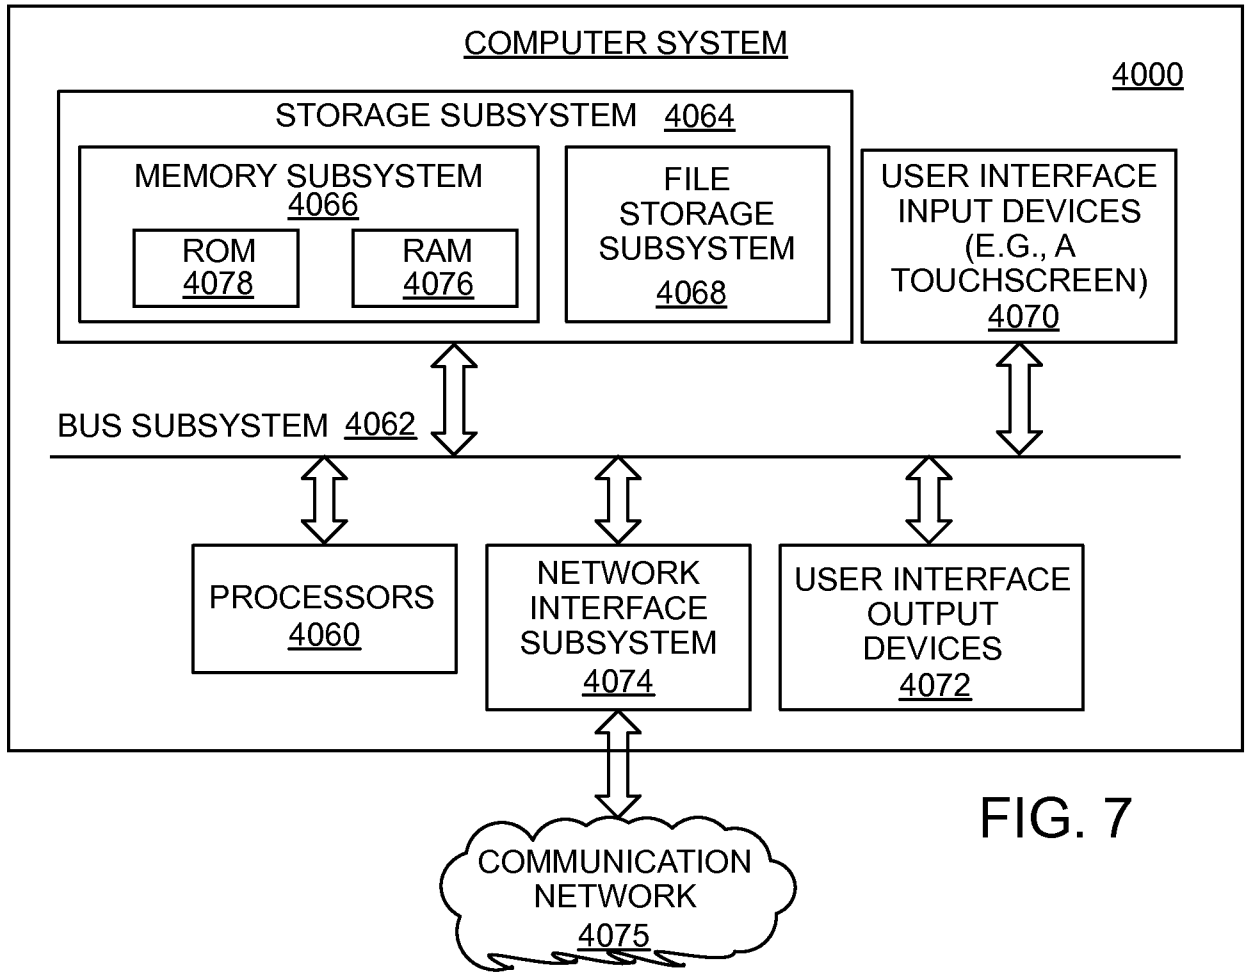 COMPUTER SYSTEM
4000
STORAGE SUBSYSTEM 4064
MEMORY SUBSYSTEM
4066
ROM
4078
RAM
4076
FILE
STORAGE
SUBSYSTEM
4068
USER INTERFACE
INPUT DEVICES
(E.G., A
TOUCHSCREEN)
4070
BUS SUBSYSTEM 4062
PROCESSORS
4060
NETWORK
INTERFACE
SUBSYSTEM
4074
USER INTERFACE
OUTPUT
DEVICES
4072
COMMUNICATION
NETWORK
4075
FIG. 7